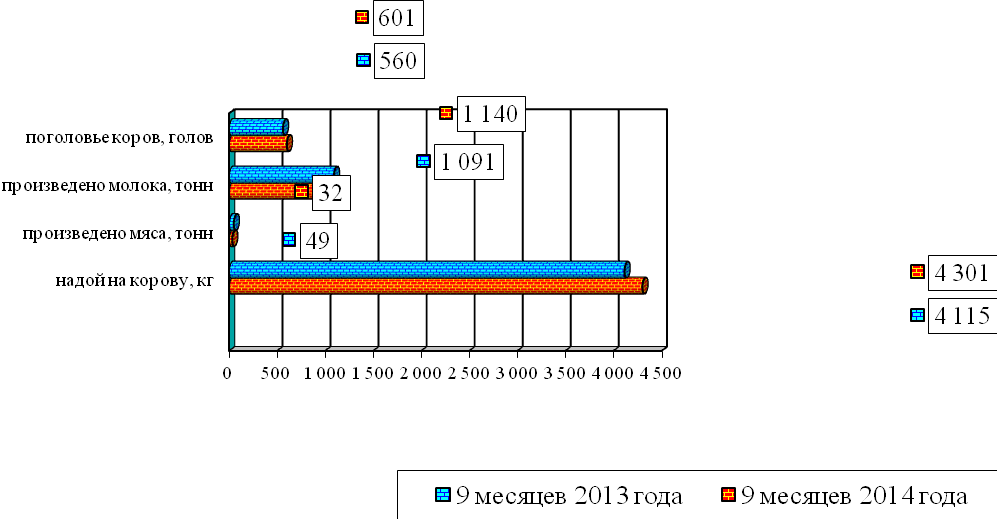 601
560
1 140
поголовье коров, голов
1 091
произведено молока, тонн
32
произведено мяса, тонн
49
надой на корову, кг
4 301
4 115
0 500 1 000 1 500 2 000 2 500 3 000 3 500 4 000 4 500
9 месяцев 2013 года 9 месяцев 2014 года